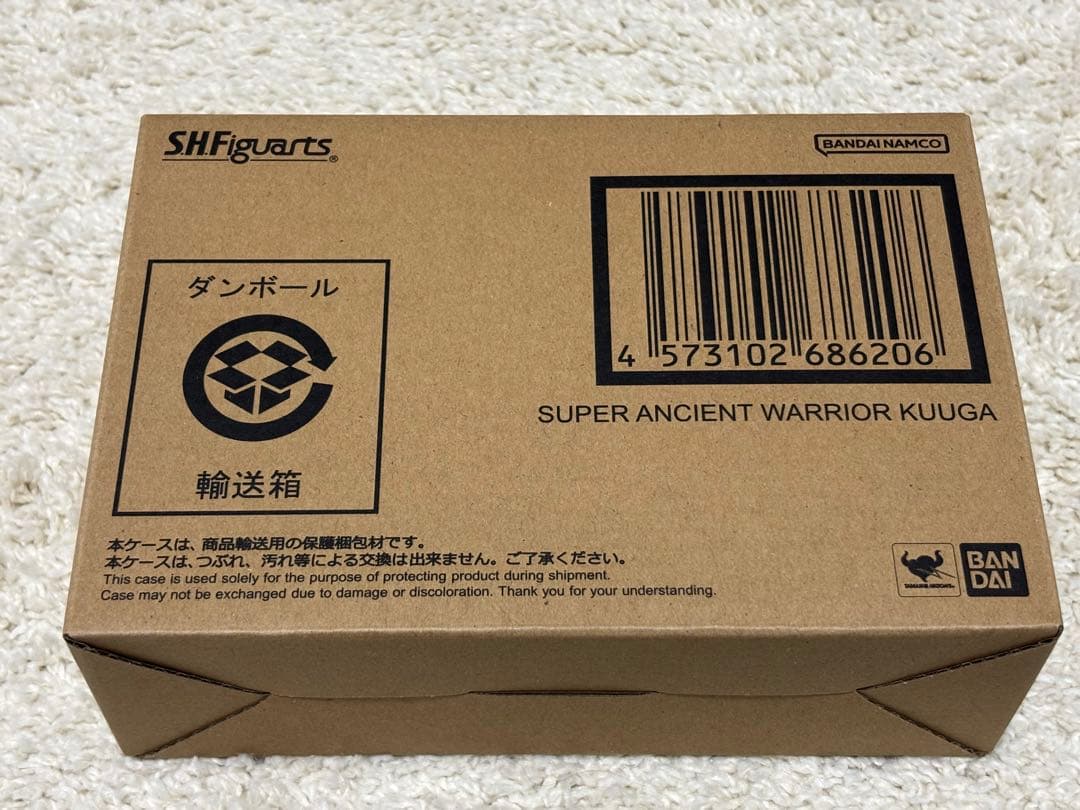 S.H.Figuarts®
BANDAI NAMCO
4 573102 686206
SUPER ANCIENT WARRIOR KUUGA
ダンボール
輸送箱
本ケースは、商品輸送用の保護梱包材です。
本ケースは、つぶれ、汚れ等による交換は出来ません。ご了承ください。
This case is used solely for the purpose of protecting product during shipment.
Case may not be exchanged due to damage or discoloration. Thank you for your understanding.
BAN
DAI